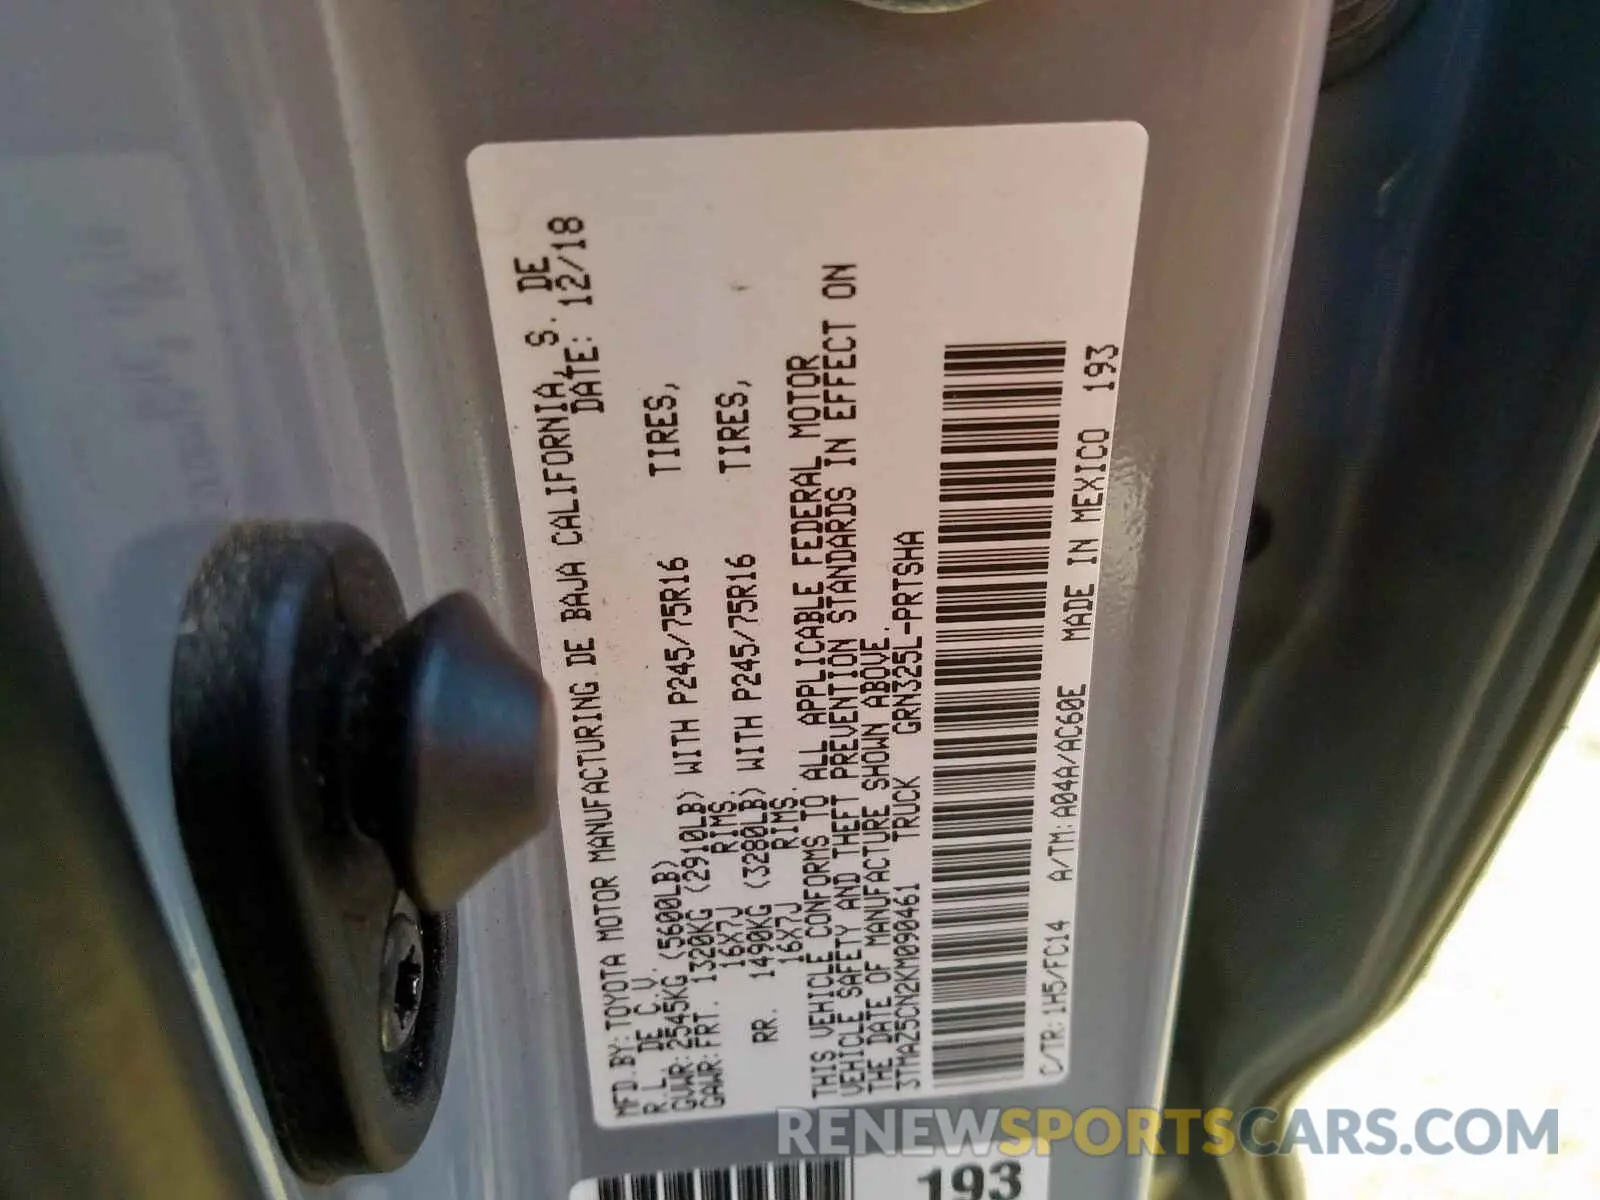 MFD.BY:TOYOTA MOTOR MANUFACTURING DE BAJA CALIFORNIA, S. DE
R.L. DE C.V. DATE: 12/18
GVWR:2545KG (5600LB)
GAWR:FRT. 1320KG (2910LB) WITH P245/75R16 TIRES,
16X7J RIMS.
RR. 1490KG (3280LB) WITH P245/75R16 TIRES,
16X7J RIMS.
THIS VEHICLE CONFORMS TO ALL APPLICABLE FEDERAL MOTOR
VEHICLE SAFETY AND THEFT PREVENTION STANDARDS IN EFFECT ON
THE DATE OF MANUFACTURE SHOWN ABOVE.
3TMAZ5CN2KM090461 TRUCK GRN325L-PRTSHA
C/TR:1H5/FC14 A/TM:A04A/AC60E MADE IN MEXICO 193
193
RENEWSPORTSCARS.COM